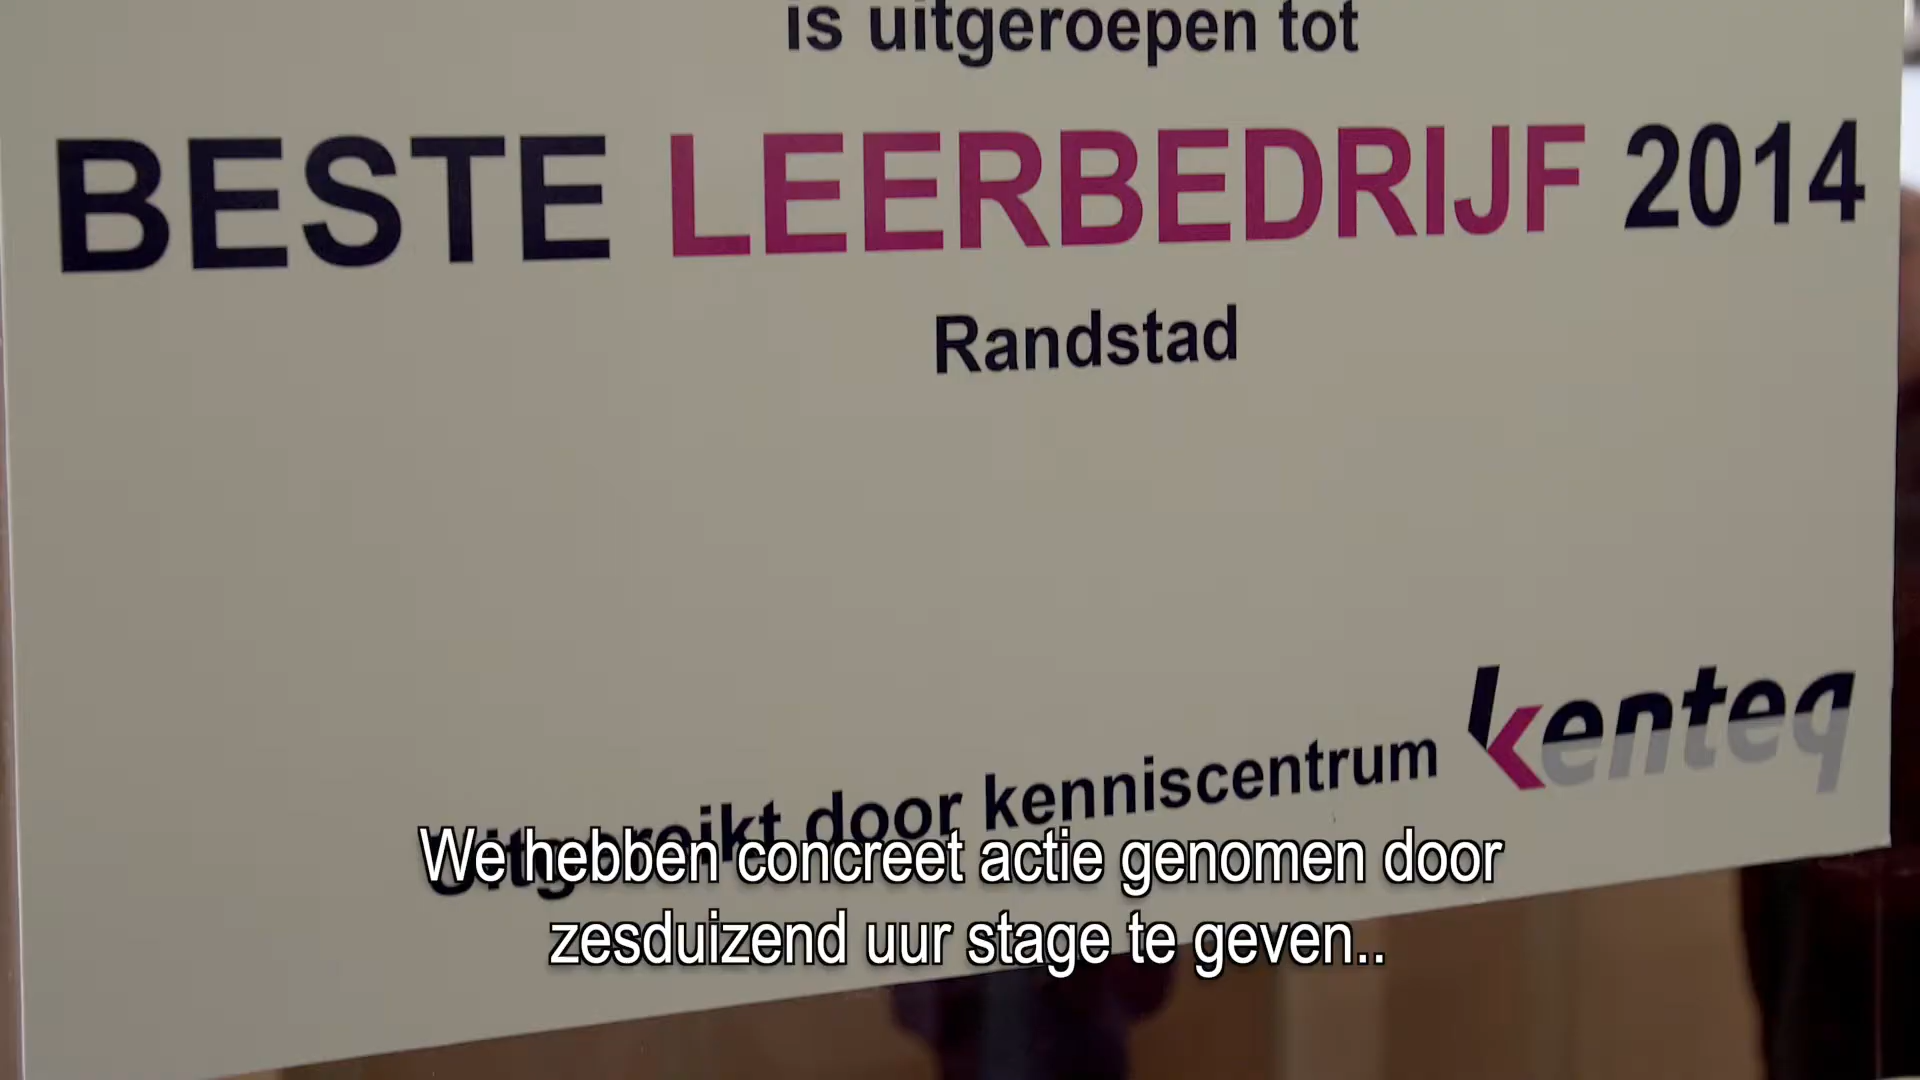 is uitgeroepen tot
BESTE LEERBEDRIJF 2014
Randstad
kenteq
Uitgereikt door kenniscentrum
We hebben concreet actie genomen door
zesduizend uur stage te geven..